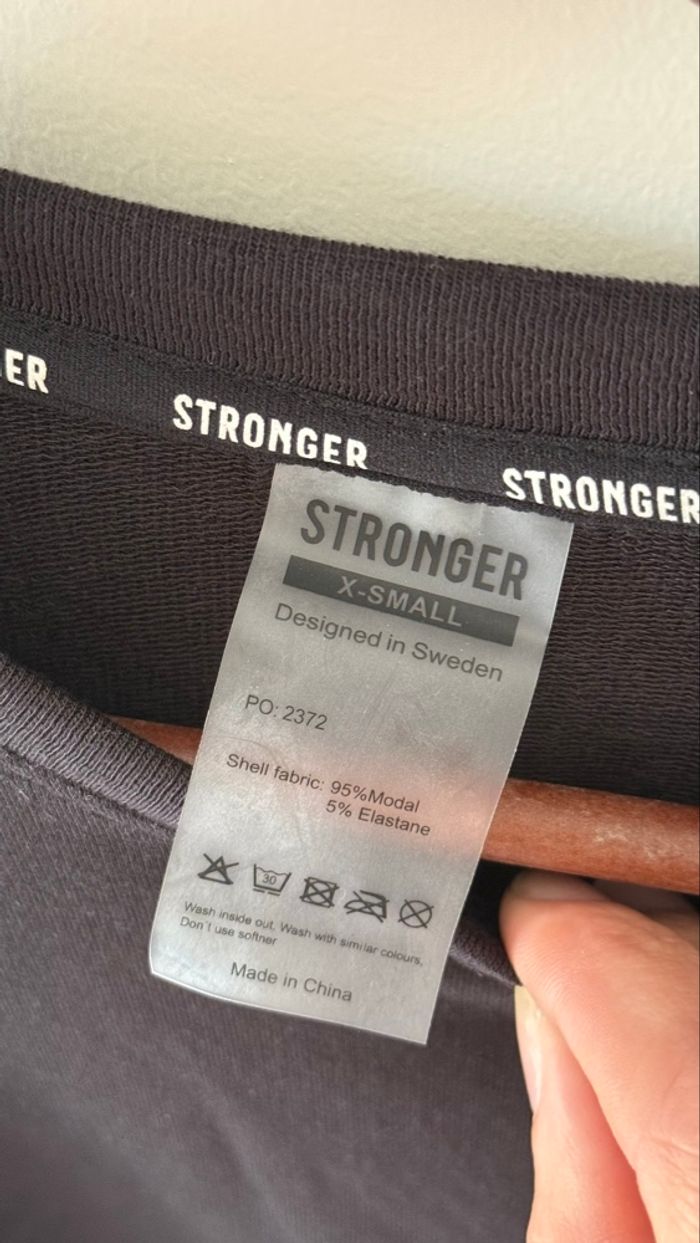 ER
STRONGER
STRONGER
STRONGER
X-SMALL
Designed in Sweden
PO: 2372
Shell fabric: 95%Modal
5% Elastane
30
Wash inside out, Wash with similar colours,
Don´t use softner
Made in China